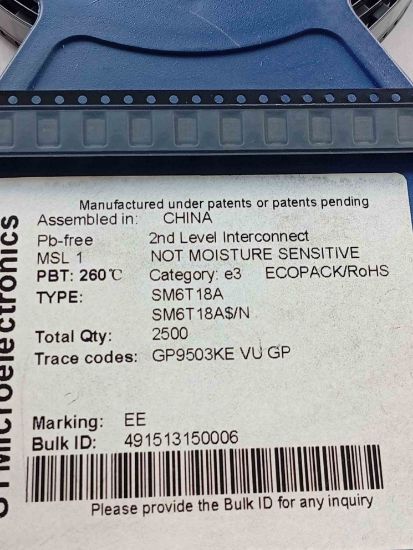 STMicroelectronics
Manufactured under patents or patents pending
Assembled in: CHINA
Pb-free 2nd Level Interconnect
MSL 1 NOT MOISTURE SENSITIVE
PBT: 260℃ Category: e3 ECOPACK/RoHS
TYPE: SM6T18A
SM6T18A$/N
Total Qty: 2500
Trace codes: GP9503KE VU GP
Marking: EE
Bulk ID: 491513150006
Please provide the Bulk ID for any inquiry